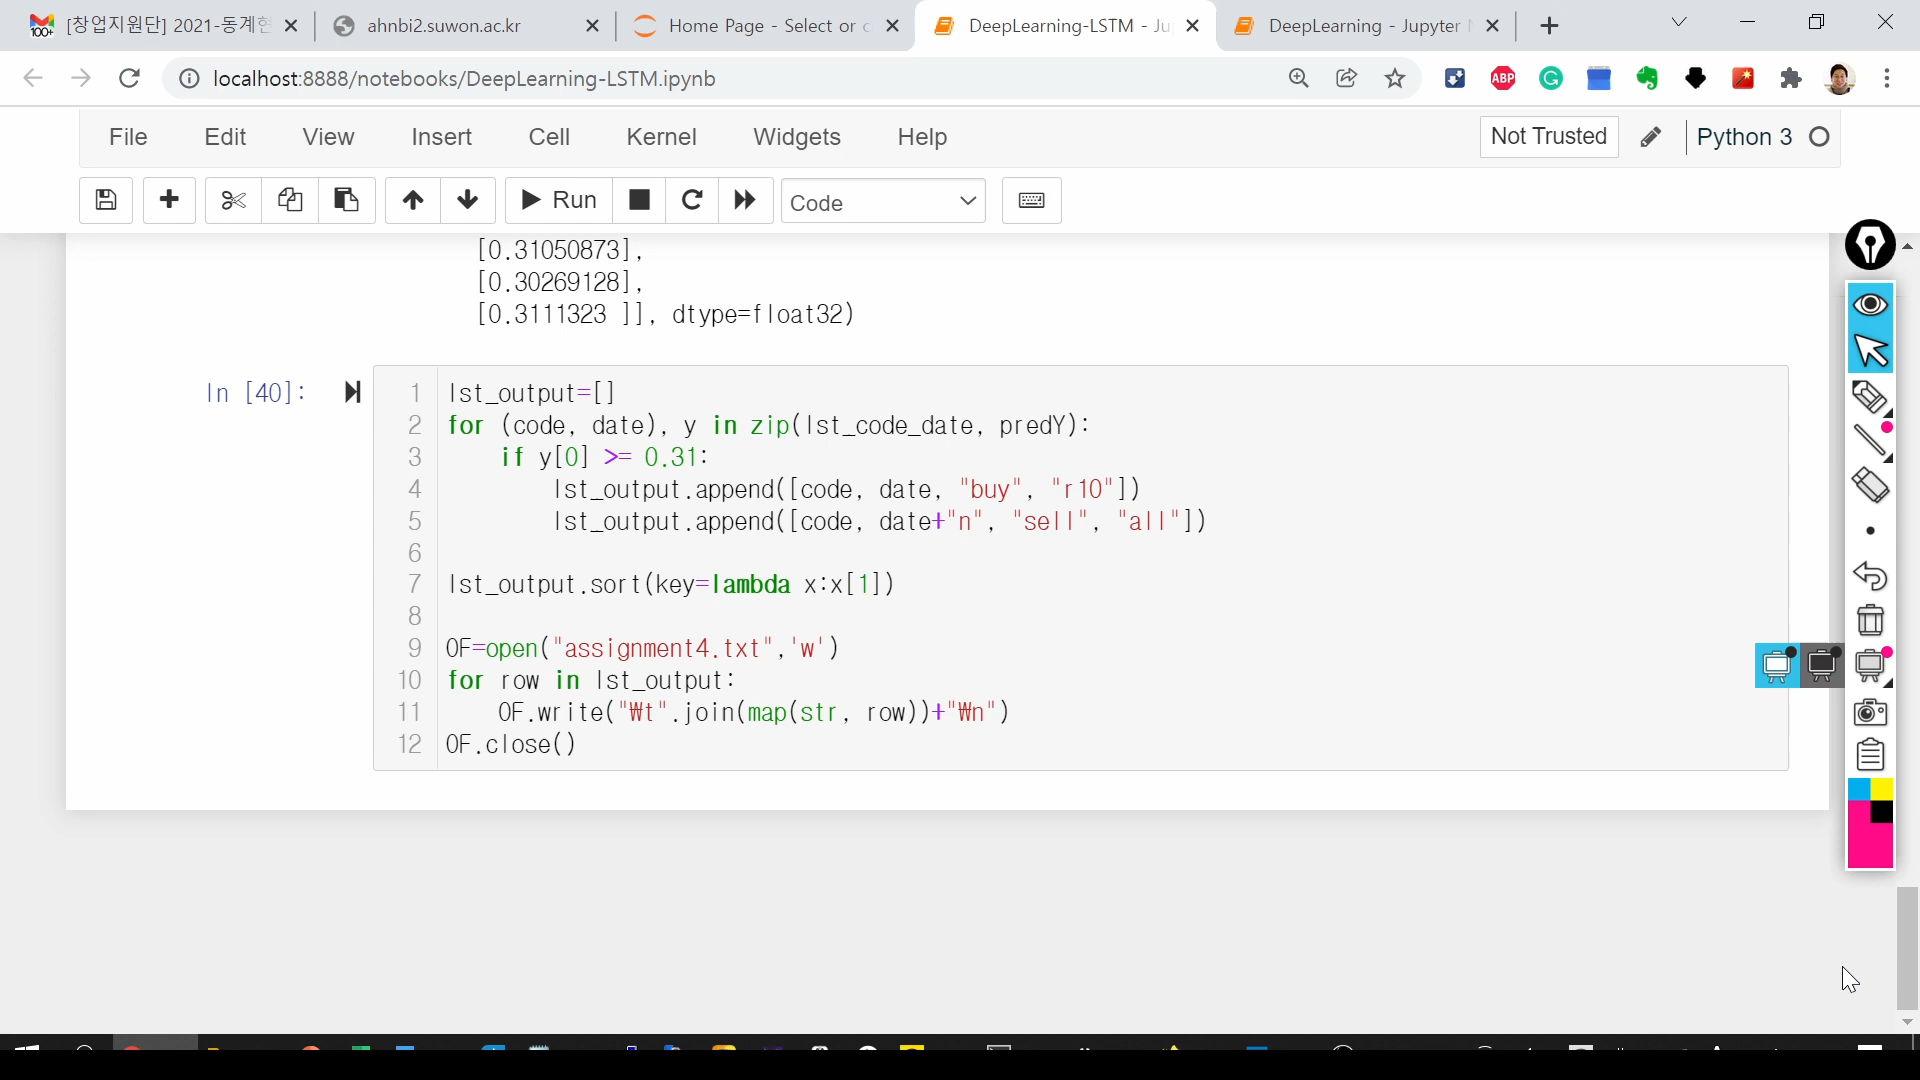 [창업지원단] 2021-동계현
ahnbi2.suwon.ac.kr
Home Page - Select or c
DeepLearning-LSTM - Ju
DeepLearning - Jupyter N
localhost:8888/notebooks/DeepLearning-LSTM.ipynb
ABP
File Edit View Insert Cell Kernel Widgets Help
Not Trusted
Python 3
Run
Code
[0.31050873],
[0.30269128],
[0.3111323 ]], dtype=float32)
In [40]:
1 lst_output=[]
2 for (code, date), y in zip(lst_code_date, predY):
3 if y[0] >= 0.31:
4 lst_output.append([code, date, "buy", "r10"])
5 lst_output.append([code, date+"n", "sell", "all"])
6
7 lst_output.sort(key=lambda x:x[1])
8
9 OF=open("assignment4.txt",'w')
10 for row in lst_output:
11 OF.write("₩t".join(map(str, row))+"₩n")
12 OF.close()